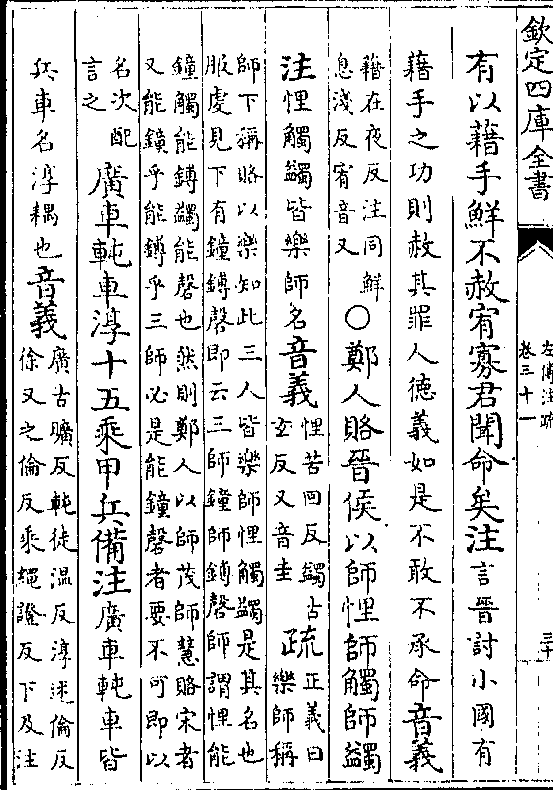 欽定四庫全書
左傳注疏
卷三十一
三十
有以藉手鮮不赦宥寡君聞命矣注言晉討小國有
藉手之功則赦其罪人德義如是不敢不承命音義
藉在夜反注同鮮
息淺反宥音又
○鄭人賂晉侯以師悝師觸師蠲
注悝觸蠲皆樂師名音義
悝苦回反蠲古
玄反又音圭
疏
正義曰
樂師稱
師下稱賂以樂知此三人皆樂師悝觸蠲是其名也
服虔見下有鐘鎛磬即云三師鐘師鎛磬師謂悝能
鐘觸能鎛蠲能磬也然則鄭人以師茂師慧賂宋者
又能鐘乎能鎛乎三師必是能鐘磬者要不可即以
名次配
言之
廣車軘車淳十五乘甲兵備注廣車軘車皆
兵車名淳耦也音義
廣古曠反軘徒溫反淳述倫反
徐又之倫反乘繩證反下及注